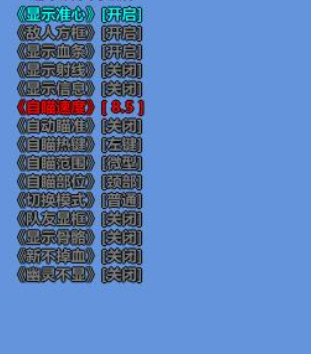 《显示准心》 [开启]
《敌人方框》 [开启]
《显示血条》 [开启]
《显示射线》 [关闭]
《显示信息》 [关闭]
《自瞄速度》 [ 8.5 ]
《自动瞄准》 [关闭]
《自瞄热键》 [左键]
《自瞄范围》 [微型]
《自瞄部位》 [颈部]
《切换模式》 [普通]
《队友显框》 [关闭]
《显示骨骼》 [关闭]
《新不掉血》 [关闭]
《幽灵不显》 [关闭]